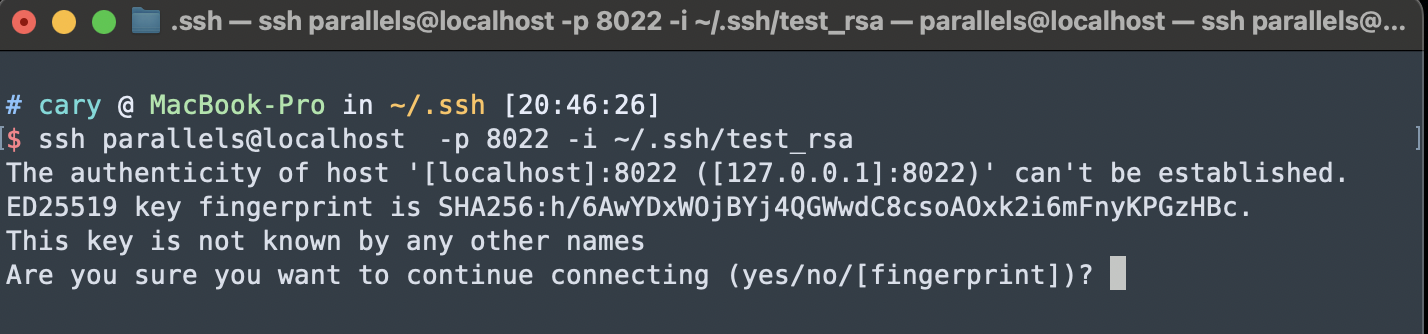 .ssh — ssh parallels@localhost -p 8022 -i ~/.ssh/test_rsa — parallels@localhost — ssh parallels@...
# cary @ MacBook-Pro in ~/.ssh [20:46:26]
[$ ssh parallels@localhost  -p 8022 -i ~/.ssh/test_rsa ]
The authenticity of host '[localhost]:8022 ([127.0.0.1]:8022)' can't be established.
ED25519 key fingerprint is SHA256:h/6AwYDxWOjBYj4QGWwdC8csoAOxk2i6mFnyKPGzHBc.
This key is not known by any other names
Are you sure you want to continue connecting (yes/no/[fingerprint])?